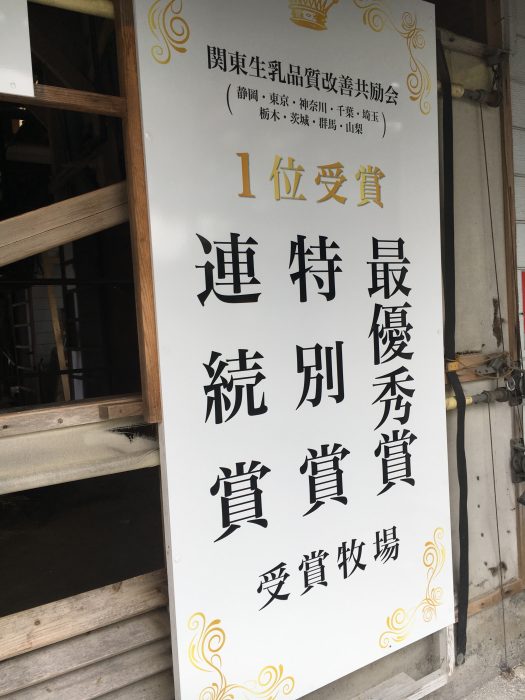 関東生乳品質改善共励会
(静岡・東京・神奈川・千葉・埼玉
栃木・茨城・群馬・山梨)
1位受賞
最優秀賞
特別賞
連続賞
受賞牧場